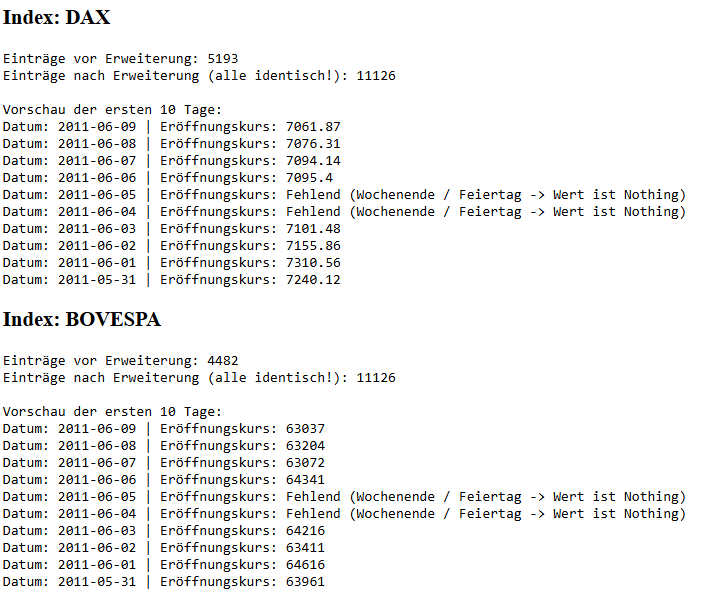 Index: DAX
Einträge vor Erweiterung: 5193
Einträge nach Erweiterung (alle identisch!): 11126
Vorschau der ersten 10 Tage:
Datum: 2011-06-09 | Eröffnungskurs: 7061.87
Datum: 2011-06-08 | Eröffnungskurs: 7076.31
Datum: 2011-06-07 | Eröffnungskurs: 7094.14
Datum: 2011-06-06 | Eröffnungskurs: 7095.4
Datum: 2011-06-05 | Eröffnungskurs: Fehlend (Wochenende / Feiertag -> Wert ist Nothing)
Datum: 2011-06-04 | Eröffnungskurs: Fehlend (Wochenende / Feiertag -> Wert ist Nothing)
Datum: 2011-06-03 | Eröffnungskurs: 7101.48
Datum: 2011-06-02 | Eröffnungskurs: 7155.86
Datum: 2011-06-01 | Eröffnungskurs: 7310.56
Datum: 2011-05-31 | Eröffnungskurs: 7240.12
Index: BOVESPA
Einträge vor Erweiterung: 4482
Einträge nach Erweiterung (alle identisch!): 11126
Vorschau der ersten 10 Tage:
Datum: 2011-06-09 | Eröffnungskurs: 63037
Datum: 2011-06-08 | Eröffnungskurs: 63204
Datum: 2011-06-07 | Eröffnungskurs: 63072
Datum: 2011-06-06 | Eröffnungskurs: 64341
Datum: 2011-06-05 | Eröffnungskurs: Fehlend (Wochenende / Feiertag -> Wert ist Nothing)
Datum: 2011-06-04 | Eröffnungskurs: Fehlend (Wochenende / Feiertag -> Wert ist Nothing)
Datum: 2011-06-03 | Eröffnungskurs: 64216
Datum: 2011-06-02 | Eröffnungskurs: 63411
Datum: 2011-06-01 | Eröffnungskurs: 64616
Datum: 2011-05-31 | Eröffnungskurs: 63961